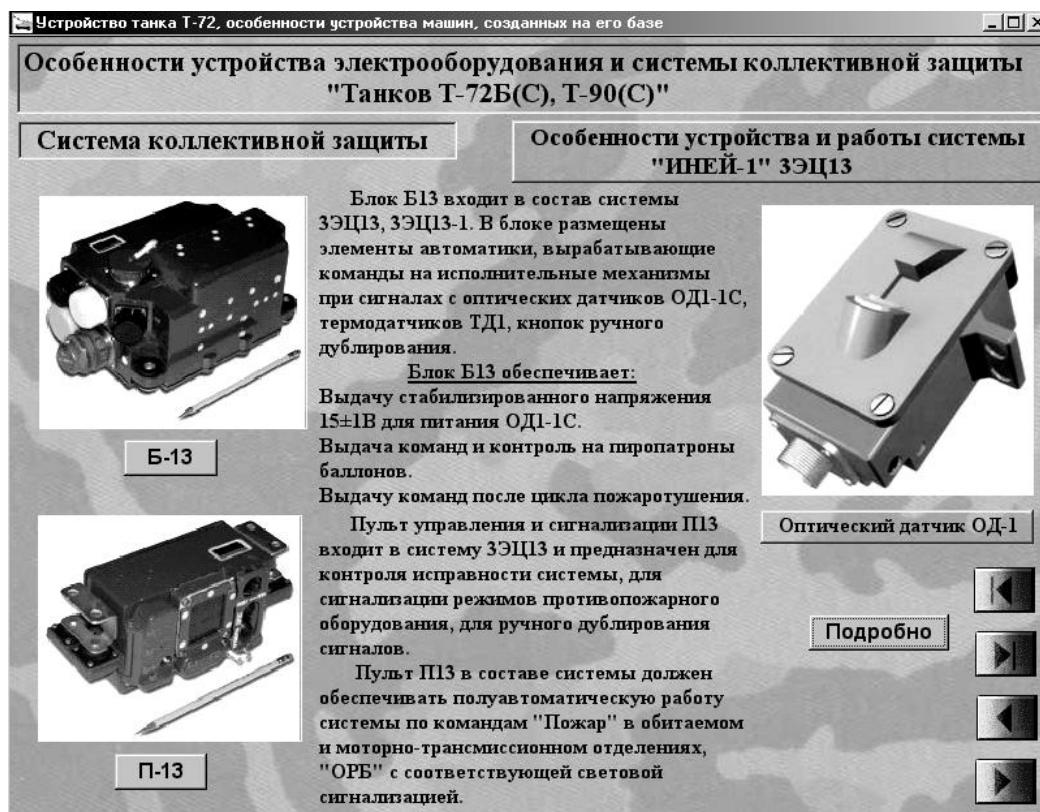 Устройство танка Т-72, особенности устройства машин, созданных на его базе
Особенности устройства электрооборудования и системы коллективной защиты
"Танков Т-72Б(С), Т-90(С)"
Система коллективной защиты
Особенности устройства и работы системы
"ИНЕЙ-1" 3ЭЦ13
Блок Б13 входит в состав системы
3ЭЦ13, 3ЭЦ13-1. В блоке размещены
элементы автоматики, вырабатывающие
команды на исполнительные механизмы
при сигналах с оптических датчиков ОД1-1С,
термодатчиков ТД1, кнопок ручного
дублирования.
Блок Б13 обеспечивает:
Выдачу стабилизированного напряжения
15±1В для питания ОД1-1С.
Выдача команд и контроль на пиропатроны
баллонов.
Выдачу команд после цикла пожаротушения.
Пульт управления и сигнализации П13
входит в систему 3ЭЦ13 и предназначен для
контроля исправности системы, для
сигнализации режимов противопожарного
оборудования, для ручного дублирования
сигналов.
Пульт П13 в составе системы должен
обеспечивать полуавтоматическую работу
системы по командам "Пожар" в обитаемом
и моторно-трансмиссионном отделениях,
"ОРБ" с соответствующей световой
сигнализацией.
Б-13
П-13
Оптический датчик ОД-1
Подробно